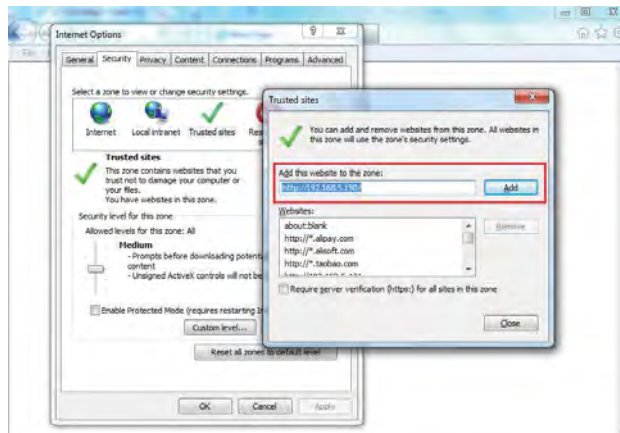 Internet Options
General Security Privacy Content Connections Programs Advanced
Select a zone to view or change security settings.
Internet Local intranet Trusted sites
Trusted sites
This zone contains websites that you
trust not to damage your computer or
your files.
You have websites in this zone.
Security level for this zone
Allowed levels for this zone: All
Medium
- Prompts before downloading
content
- Unsigned ActiveX controls will not be
Enable Protected Mode (requires restarting
Custom level...
Reset all zones to default level
OK Cancel Apply
Trusted sites
You can add and remove websites from this zone. All websites in
this zone will use the zone's security settings.
Add this website to the zone:
Add
Websites:
about:blank
http://*.alipay.com
http://*.alisoft.com
http://*.taobao.com
Remove
Require server verification (https:) for all sites in this zone
Close